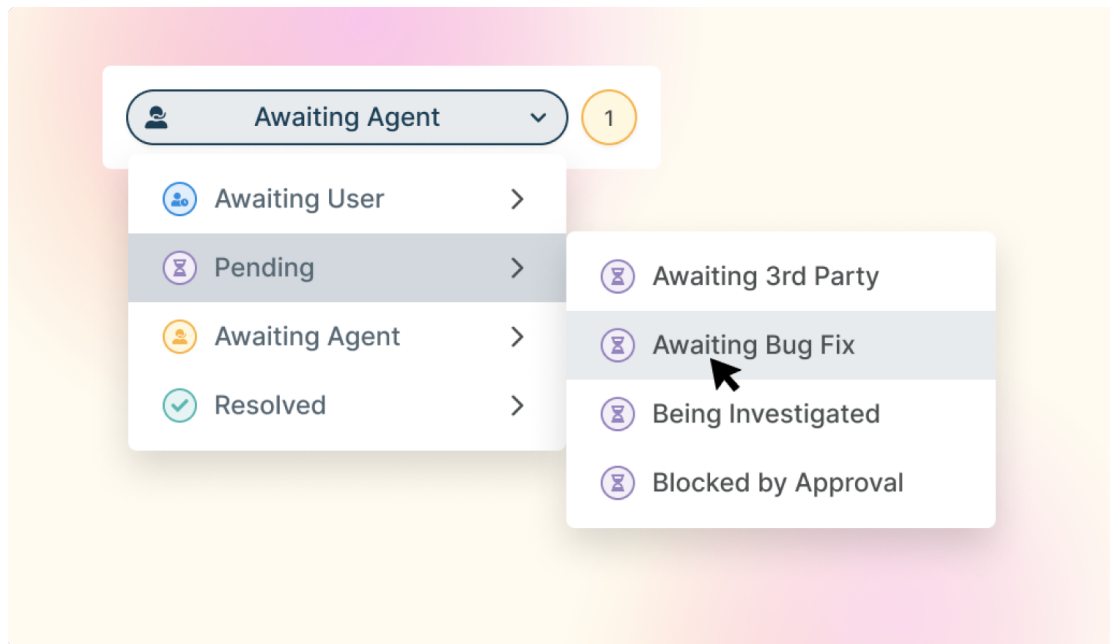 Awaiting Agent
1
Awaiting User
Pending
Awaiting Agent
Resolved
Awaiting 3rd Party
Awaiting Bug Fix
Being Investigated
Blocked by Approval